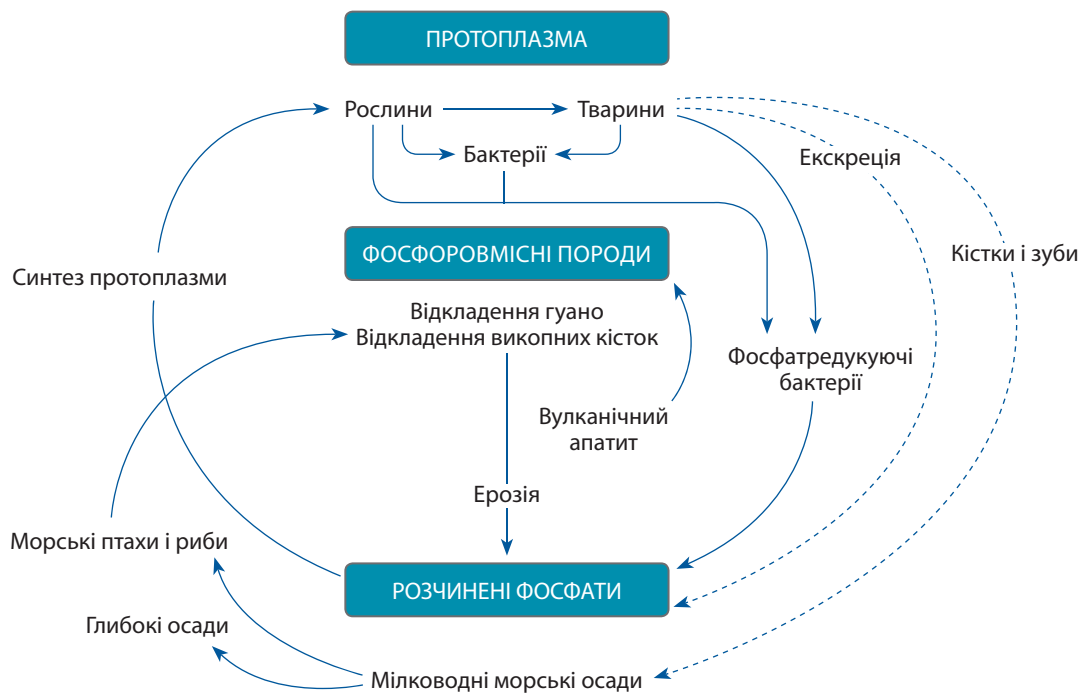 ПРОТОПЛАЗМА
Рослини
Тварини
Бактерії
Екскреція
ФОСФОРОВМІСНІ ПОРОДИ
Кістки і зуби
Синтез протоплазми
Відкладення гуано
Відкладення викопних кісток
Фосфатредукуючі
бактерії
Вулканічний
апатит
Ерозія
Морські птахи і риби
РОЗЧИНЕНІ ФОСФАТИ
Глибокі осади
Мілководні морські осади